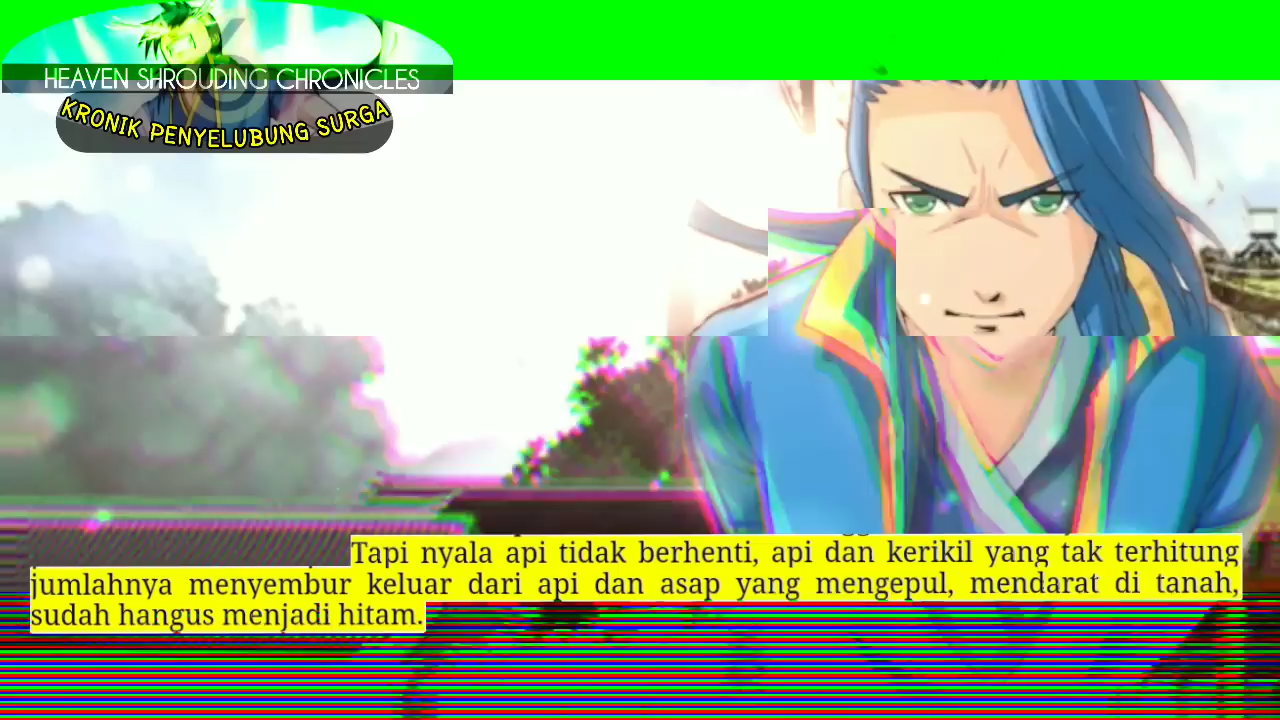 HEAVEN SHROUDING CHRONICLES
KRONIK PENYELUBUNG SURGA
Tapi nyala api tidak berhenti, api dan kerikil yang tak terhitung
jumlahnya menyembur keluar dari api dan asap yang mengepul, mendarat di tanah,
sudah hangus menjadi hitam.